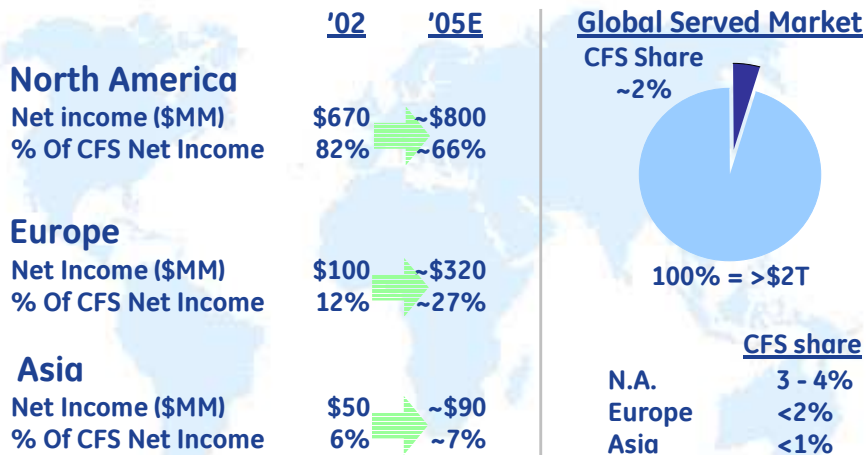 '02 '05E
North America
Net income ($MM) $670 ~$800
% Of CFS Net Income 82% ~66%
Europe
Net Income ($MM) $100 ~$320
% Of CFS Net Income 12% ~27%
Asia
Net Income ($MM) $50 ~$90
% Of CFS Net Income 6% ~7%
Global Served Market
CFS Share
~2%
100% = >$2T
CFS share
N.A. 3 - 4%
Europe <2%
Asia <1%